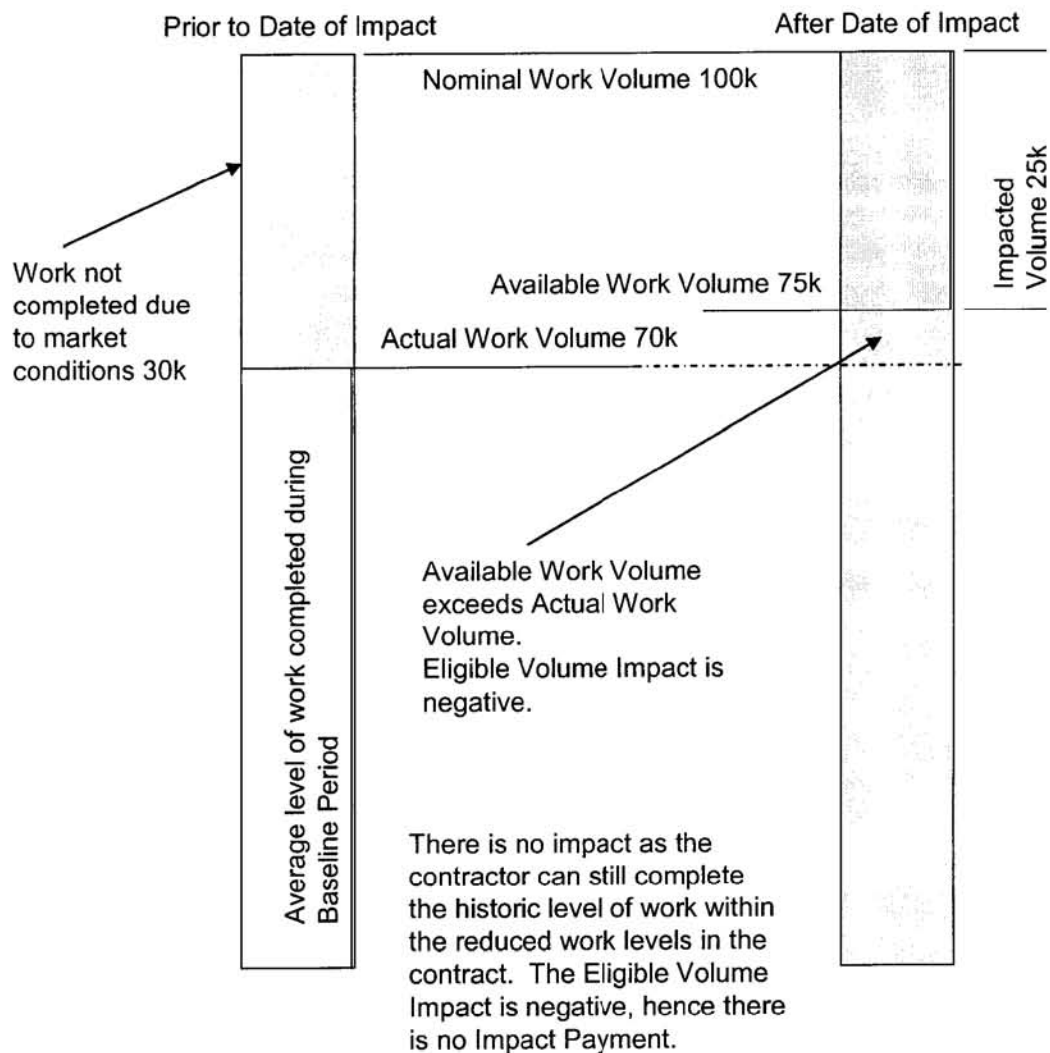 Prior to Date of Impact
After Date of Impact
Nominal Work Volume 100k
Impacted
Volume 25k
Work not
completed due
to market
conditions 30k
Available Work Volume 75k
Actual Work Volume 70k
Average level of work completed during
Baseline Period
Available Work Volume
exceeds Actual Work
Volume.
Eligible Volume Impact is
negative.
There is no impact as the
contractor can still complete
the historic level of work within
the reduced work levels in the
contract. The Eligible Volume
Impact is negative, hence there
is no Impact Payment.